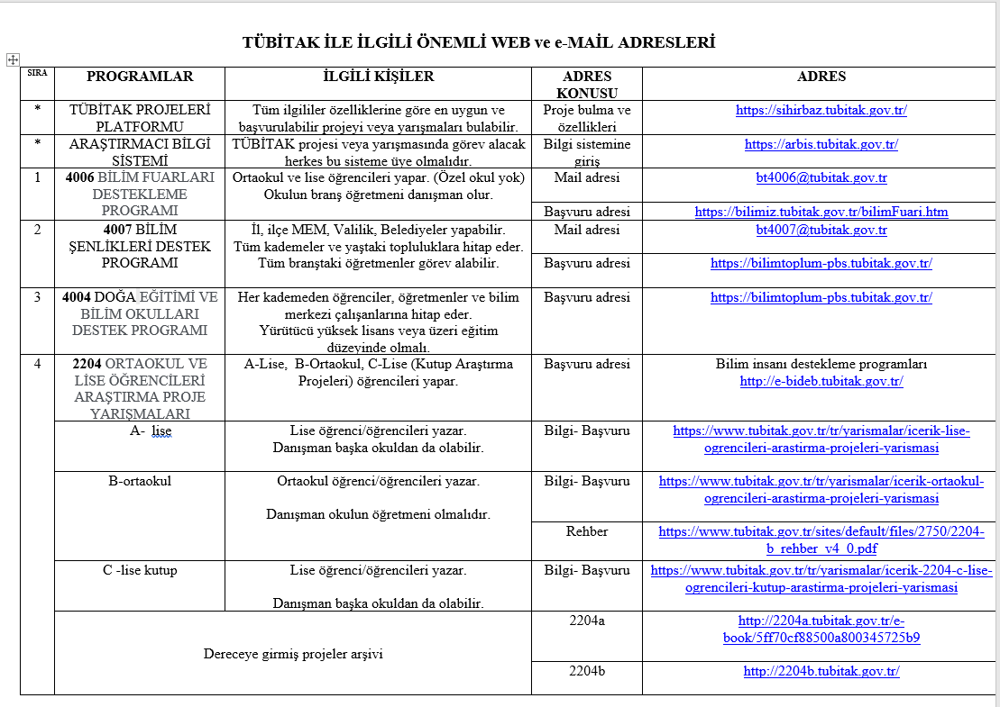 TÜBİTAK İLE İLGİLİ ÖNEMLİ WEB ve e-MAİL ADRESLERİ
SIRA
PROGRAMLAR
İLGİLİ KİŞİLER
ADRES
KONUSU
ADRES
*
TÜBİTAK PROJELERİ
PLATFORMU
Tüm ilgililer özelliklerine göre en uygun ve
başvurulabilir projeyi veya yarışmaları bulabilir.
Proje bulma ve
özellikleri
https://sihirbaz.tubitak.gov.tr/
*
ARAŞTIRMACI BİLGİ
SİSTEMİ
TÜBİTAK projesi veya yarışmasında görev alacak
herkes bu sisteme üye olmalıdır.
Bilgi sistemine
giriş
https://arbis.tubitak.gov.tr/
1
4006 BİLİM FUARLARI
DESTEKLEME
PROGRAMI
Ortaokul ve lise öğrencileri yapar. (Özel okul yok)
Okulun branş öğretmeni danışman olur.
Mail adresi
bt4006@tubitak.gov.tr
Başvuru adresi
https://bilimiz.tubitak.gov.tr/bilimFuari.htm
2
4007 BİLİM
ŞENLİKLERİ DESTEK
PROGRAMI
İl, ilçe MEM, Valilik, Belediyeler yapabilir.
Tüm kademeler ve yaştaki topluluklara hitap eder.
Tüm branştaki öğretmenler görev alabilir.
Mail adresi
bt4007@tubitak.gov.tr
Başvuru adresi
https://bilimtoplum-pbs.tubitak.gov.tr/
3
4004 DOĞA EĞİTİMİ VE
BİLİM OKULLARI
DESTEK PROGRAMI
Her kademeden öğrenciler, öğretmenler ve bilim
merkezi çalışanlarına hitap eder.
Yürütücü yüksek lisans veya üzeri eğitim
düzeyinde olmalı.
Başvuru adresi
https://bilimtoplum-pbs.tubitak.gov.tr/
4
2204 ORTAOKUL VE
LİSE ÖĞRENCİLERİ
ARAŞTIRMA PROJE
YARIŞMALARI
A-Lise, B-Ortaokul, C-Lise (Kutup Araştırma
Projeleri) öğrencileri yapar.
Başvuru adresi
Bilim insanı destekleme programları
http://e-bideb.tubitak.gov.tr/
A- lise
Lise öğrenci/öğrencileri yazar.
Danışman başka okuldan da olabilir.
Bilgi- Başvuru
https://www.tubitak.gov.tr/tr/yarismalar/icerik-lise-
ogrencileri-arastirma-projeleri-yarismasi
B-ortaokul
Ortaokul öğrenci/öğrencileri yazar.
Danışman okulun öğretmeni olmalıdır.
Bilgi- Başvuru
https://www.tubitak.gov.tr/tr/yarismalar/icerik-ortaokul-
ogrencileri-arastirma-projeleri-yarismasi
Rehber
https://www.tubitak.gov.tr/sites/default/files/2750/2204-
b_rehber_v4_0.pdf
C -lise kutup
Lise öğrenci/öğrencileri yazar.
Danışman başka okuldan da olabilir.
Bilgi- Başvuru
https://www.tubitak.gov.tr/tr/yarismalar/icerik-2204-c-lise-
ogrencileri-kutup-arastirma-projeleri-yarismasi
Dereceye girmiş projeler arşivi
2204a
http://2204a.tubitak.gov.tr/e-
book/5ff70cf88500a800345725b9
2204b
http://2204b.tubitak.gov.tr/